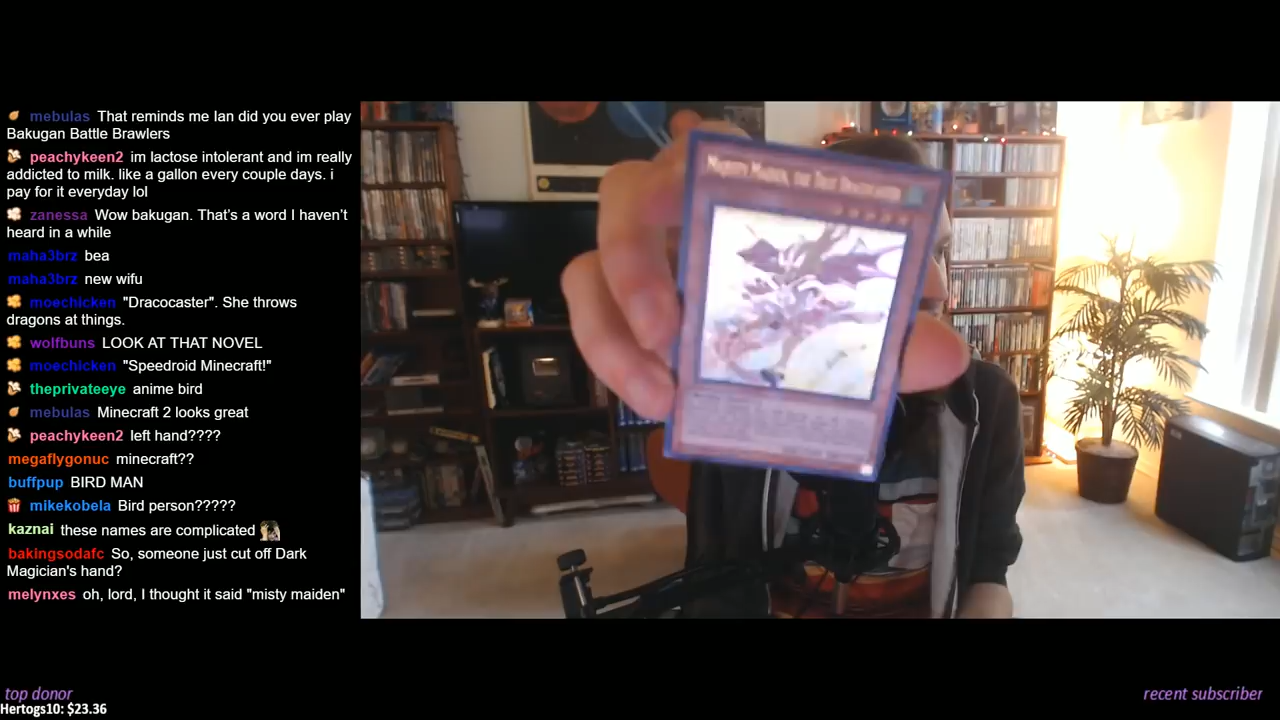 mebulas That reminds me Ian did you ever play
Bakugan Battle Brawlers
peachykeen2 im lactose intolerant and im really
addicted to milk. like a gallon every couple days. i
pay for it everyday lol
zanessa Wow bakugan. That's a word I haven't
heard in a while
maha3brz bea
maha3brz new wifu
moechicken "Dracocaster". She throws
dragons at things.
wolfbuns LOOK AT THAT NOVEL
moechicken "Speedroid Minecraft!"
theprivateeye anime bird
mebulas Minecraft 2 looks great
peachykeen2 left hand????
megaflygonuc minecraft??
buffpup BIRD MAN
mikekobela Bird person?????
kaznai these names are complicated
bakingsodafc So, someone just cut off Dark
Magician's hand?
melynxes oh, lord, I thought it said "misty maiden"
Majesty Maiden, the True Dracocaster
top donor
Hertogs10: $23.36
recent subscriber